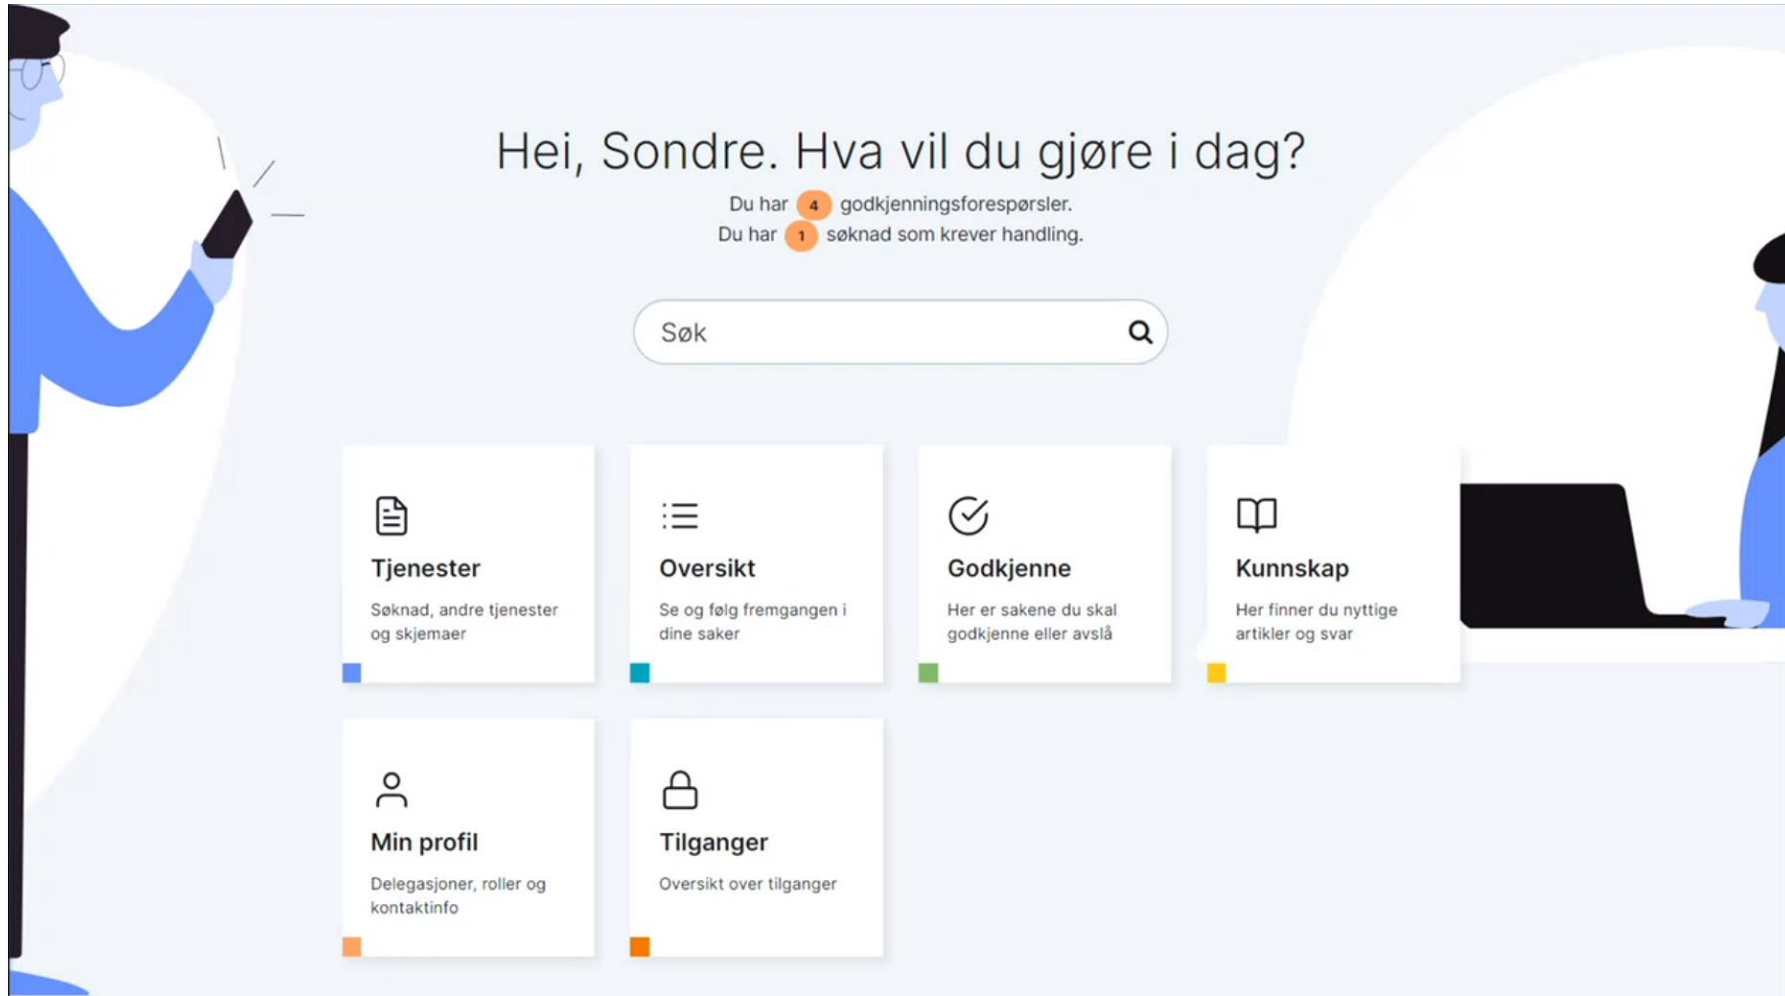 Hei, Sondre. Hva vil du gjøre i dag?
Du har 4 godkjenningsforespørsler.
Du har 1 søknad som krever handling.
Søk
Tjenester
Søknad, andre tjenester
og skjemaer
Oversikt
Se og følg fremgangen i
dine saker
Godkjenne
Her er sakene du skal
godkjenne eller avslå
Kunnskap
Her finner du nyttige
artikler og svar
Min profil
Delegasjoner, roller og
kontaktinfo
Tilganger
Oversikt over tilganger